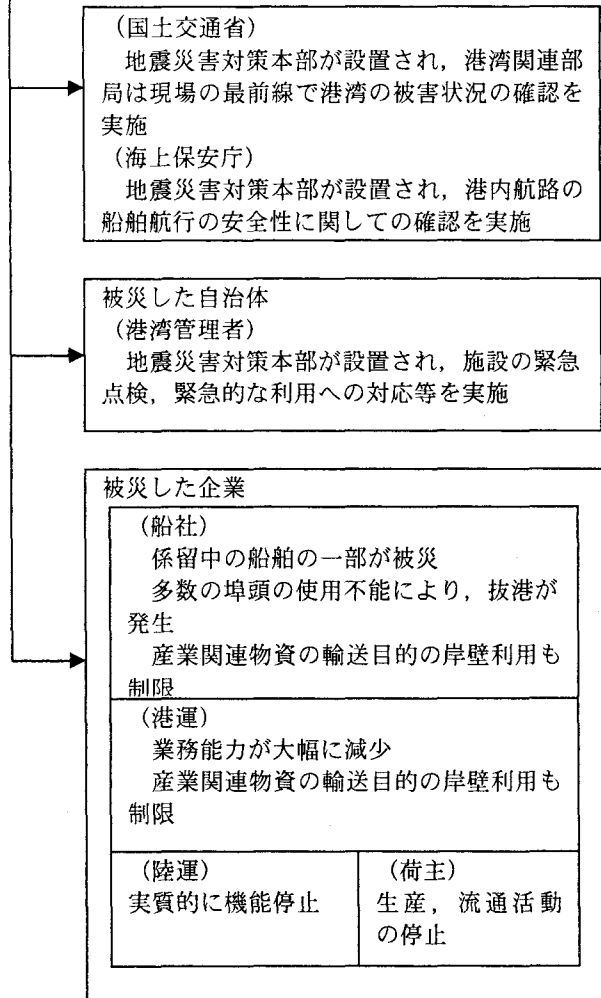 （国土交通省）
地震災害対策本部が設置され，港湾関連部
局は現場の最前線で港湾の被害状況の確認を
実施
（海上保安庁）
地震災害対策本部が設置され，港内航路の
船舶航行の安全性に関しての確認を実施
被災した自治体
（港湾管理者）
地震災害対策本部が設置され，施設の緊急
点検，緊急的な利用への対応等を実施
被災した企業
（船社）
係留中の船舶の一部が被災
多数の埠頭の使用不能により，抜港が
発生
産業関連物資の輸送目的の岸壁利用も
制限
（港運）
業務能力が大幅に減少
産業関連物資の輸送目的の岸壁利用も
制限
（陸運）
実質的に機能停止
（荷主）
生産，流通活動
の停止